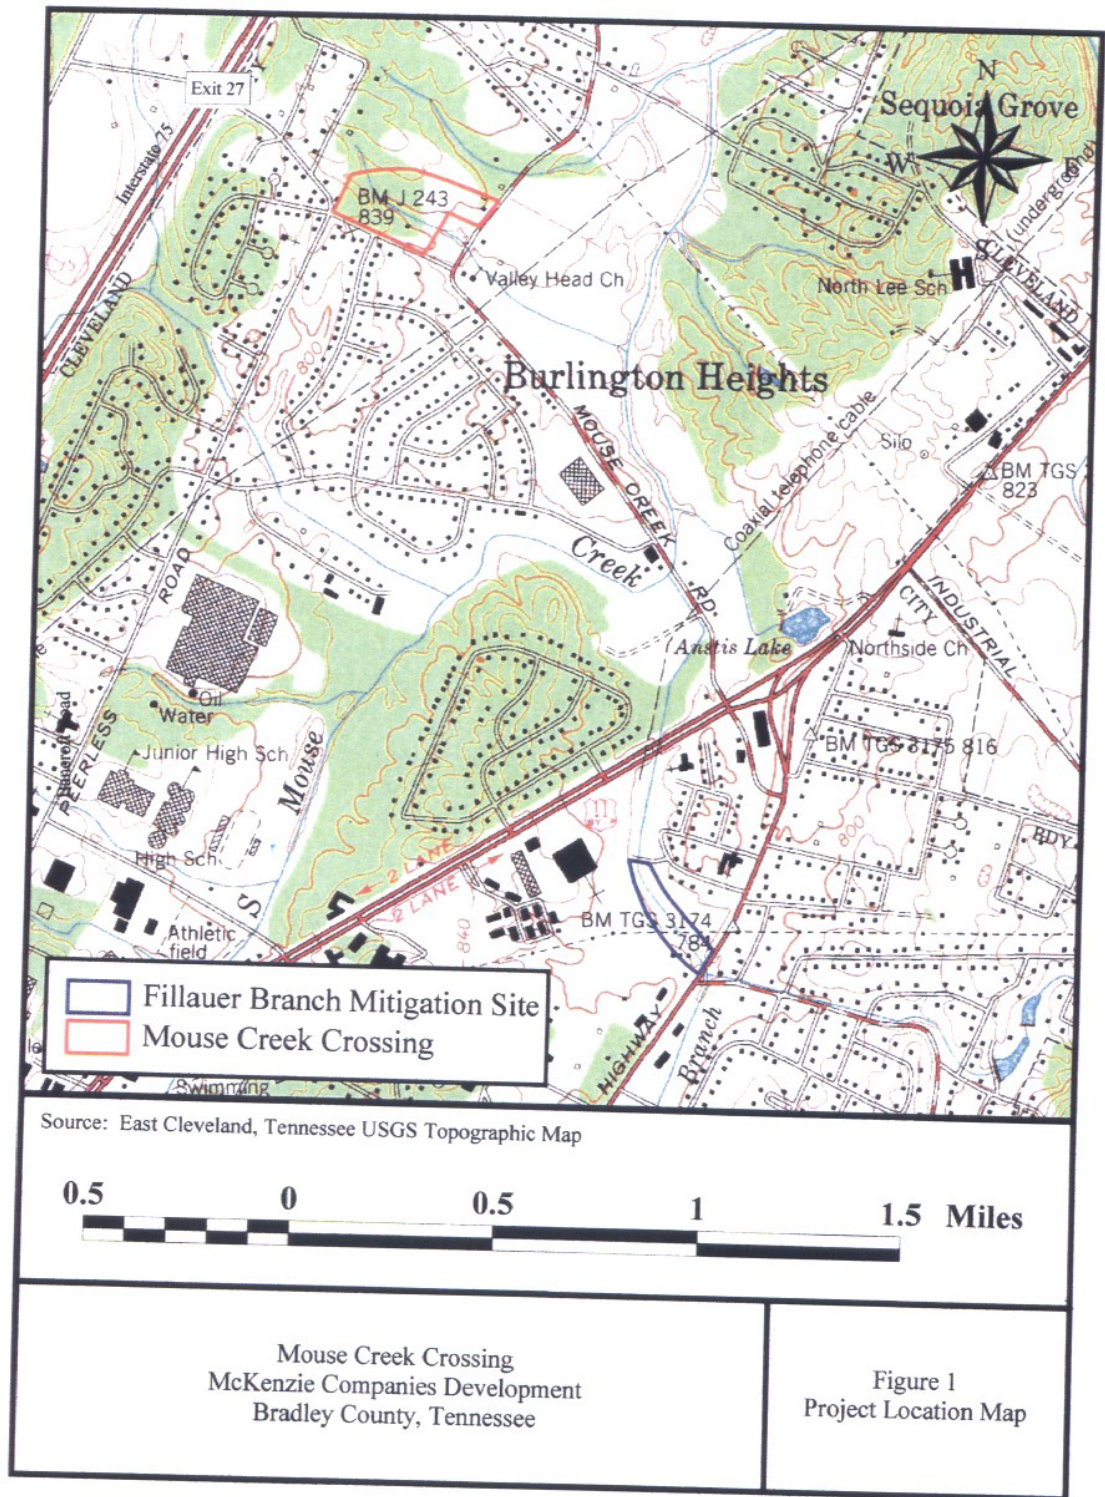 Exit 27
N
Sequoia Grove
W
E
S
Interstate 75
(underground)
BM J 243
839
CLEVELAND
Valley Head Ch
North Lee Sch
CLEVELAND
800
Burlington Heights
MOUSE CREEK RD.
Coaxial telephone cable
Silo
BM TGS
823
Creek
ROAD
INDUSTRIAL
CITY
Anstis Lake
Northside Ch
Oil
Water
PEERLESS
Junior High Sch
Mouse
BM TGS 3175 816
800
BDY
High Sch
2 LANE
2 LANE
S
840
BM TGS 3174
784
Athletic
field
HIGHWAY
Branch
Fillauer Branch Mitigation Site
Mouse Creek Crossing
Swimming
Source: East Cleveland, Tennessee USGS Topographic Map
0.5 0 0.5 1 1.5 Miles
Mouse Creek Crossing
McKenzie Companies Development
Bradley County, Tennessee
Figure 1
Project Location Map